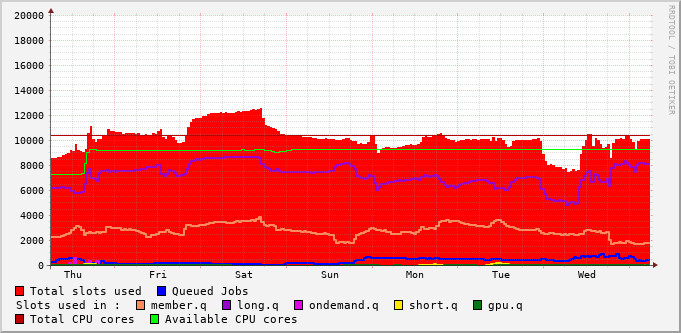 RRDTOOL / TOBI OETIKER
20000
18000
16000
14000
12000
10000
8000
6000
4000
2000
0
Thu Fri Sat Sun Mon Tue Wed
Total slots used Queued Jobs
Slots used in : member.q long.q ondemand.q short.q gpu.q
Total CPU cores Available CPU cores